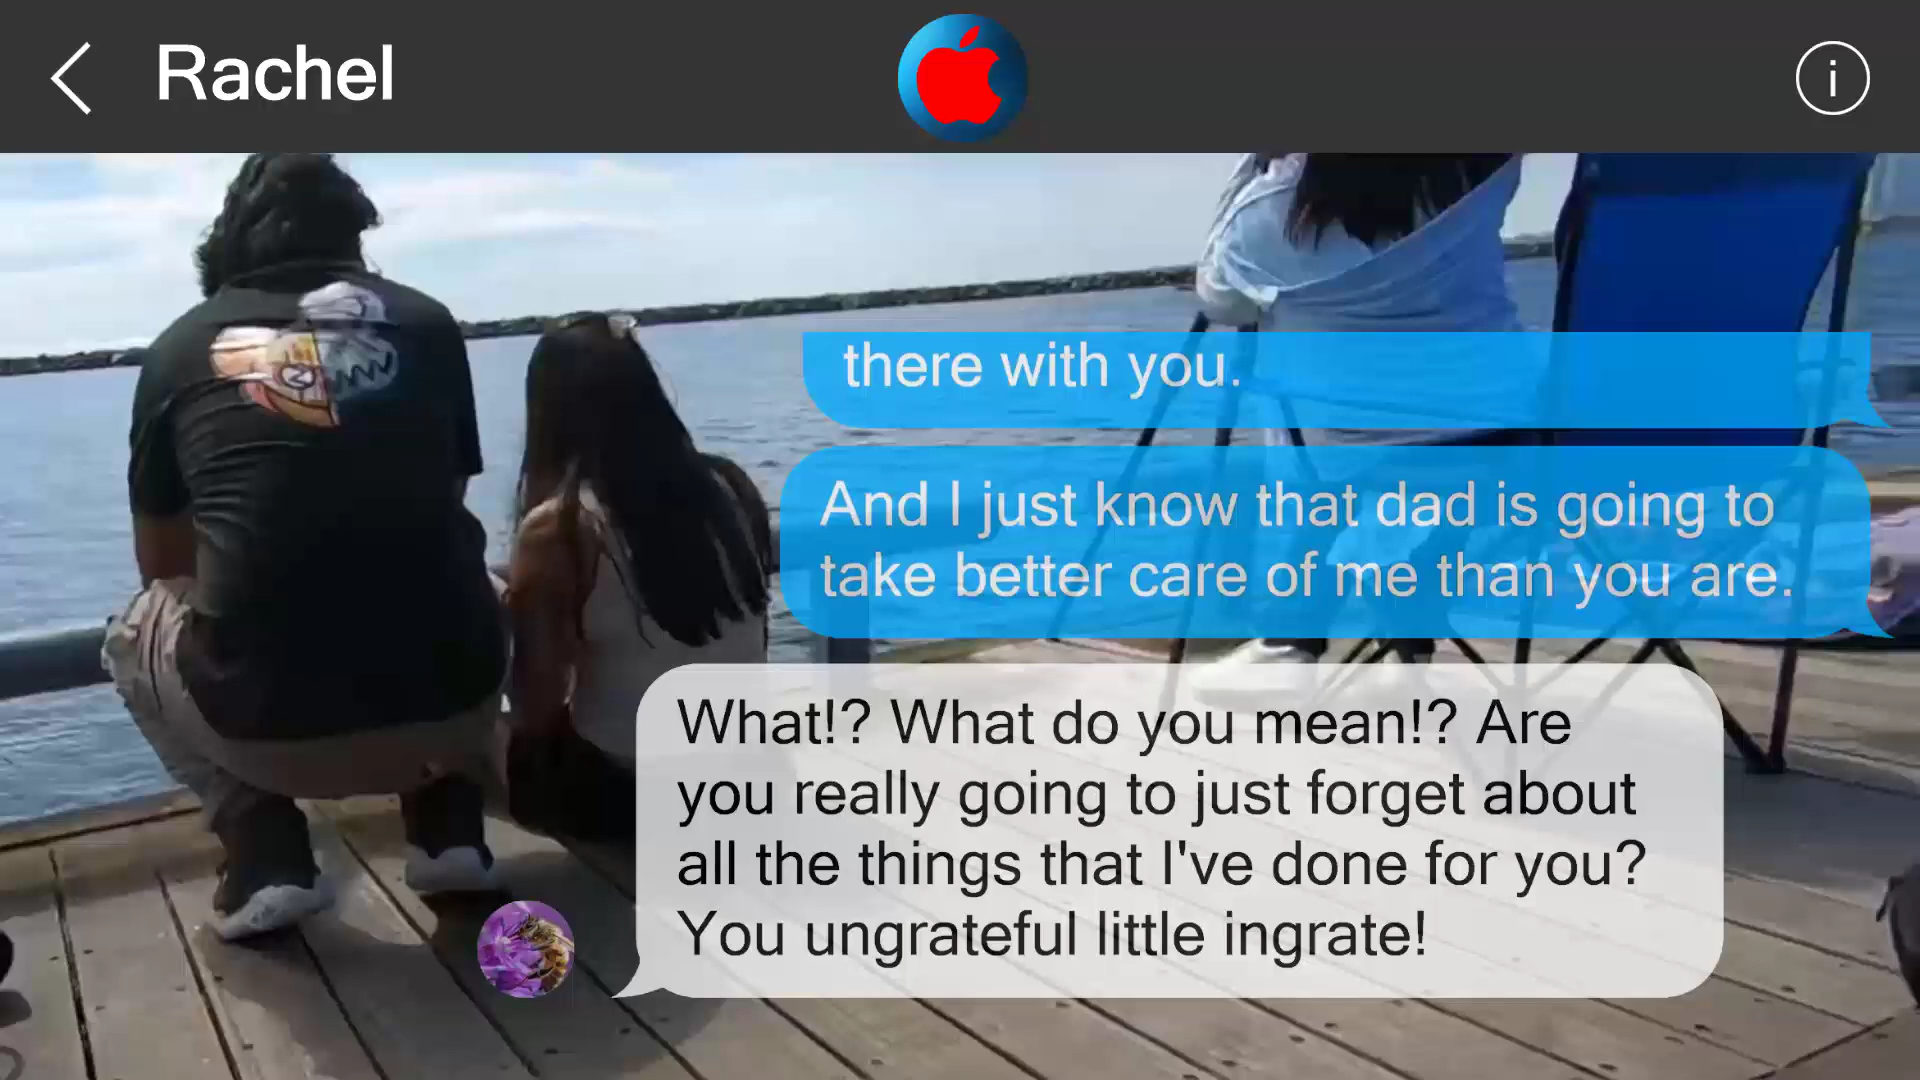 Rachel
i
there with you.
And I just know that dad is going to
take better care of me than you are.
What!? What do you mean!? Are
you really going to just forget about
all the things that I've done for you?
You ungrateful little ingrate!